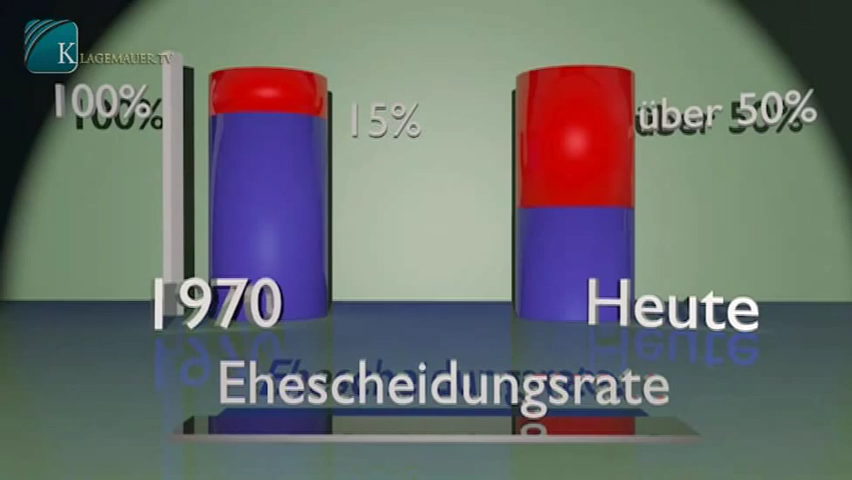 KLAGEMAUER.TV
100%
15%
über 50%
1970
Heute
Ehescheidungsrate